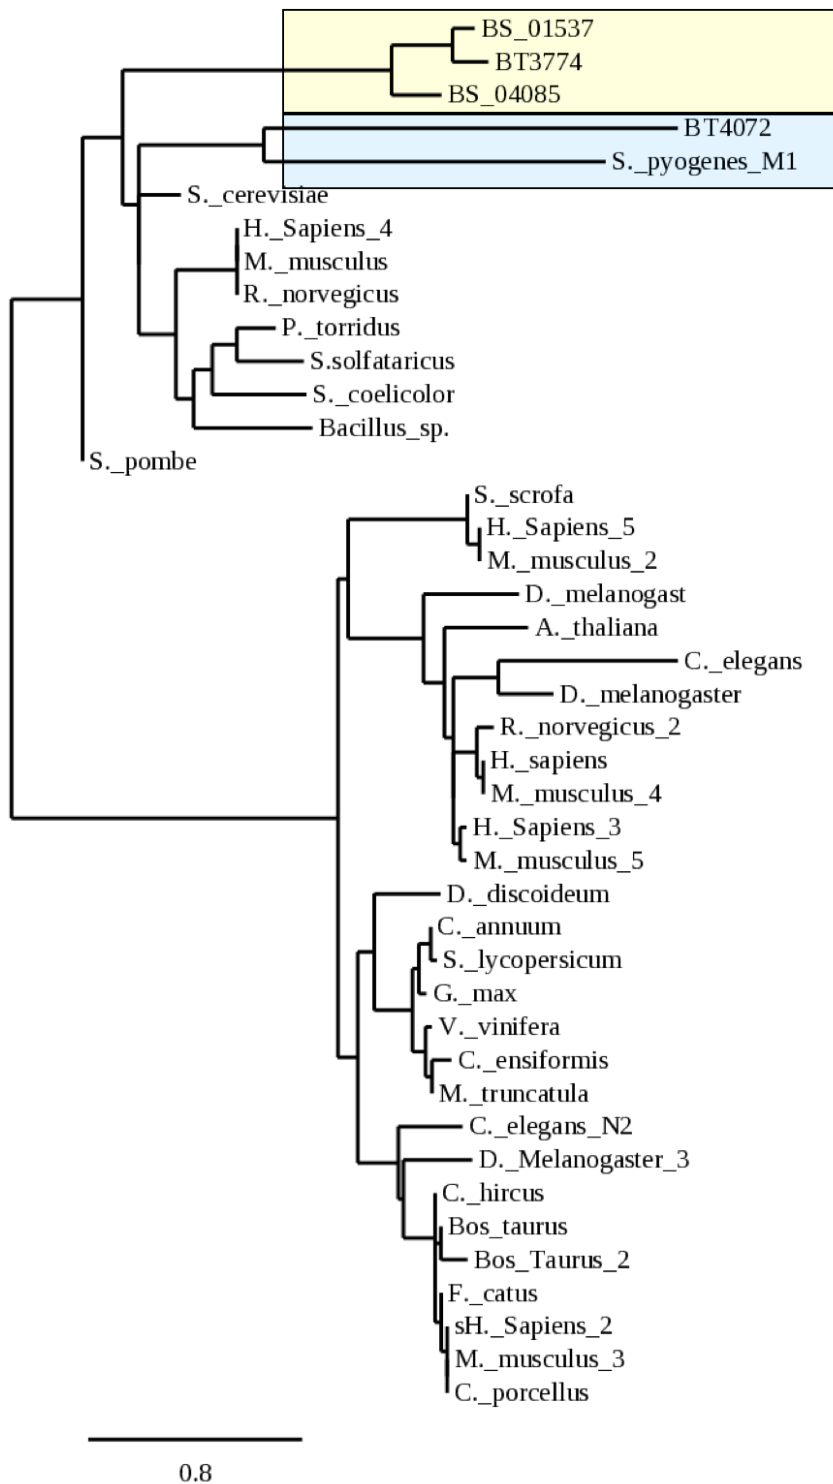 BS_01537
BT3774
BS_04085
BT4072
S._pyogenes_M1
S._cerevisiae
H._Sapiens_4
M._musculus
R._norvegicus
P._torridus
S.solfataricus
S._coelicolor
Bacillus_sp.
S._pombe
S._scrofa
H._Sapiens_5
M._musculus_2
D._melanogast
A._thaliana
C._elegans
D._melanogaster
R._norvegicus_2
H._sapiens
M._musculus_4
H._Sapiens_3
M._musculus_5
D._discoideum
C._annuum
S._lycopersicum
G._max
V._vinifera
C._ensiformis
M._truncatula
C._elegans_N2
D._Melanogaster_3
C._hircus
Bos_taurus
Bos_Taurus_2
F._catus
sH._Sapiens_2
M._musculus_3
C._porcellus
0.8